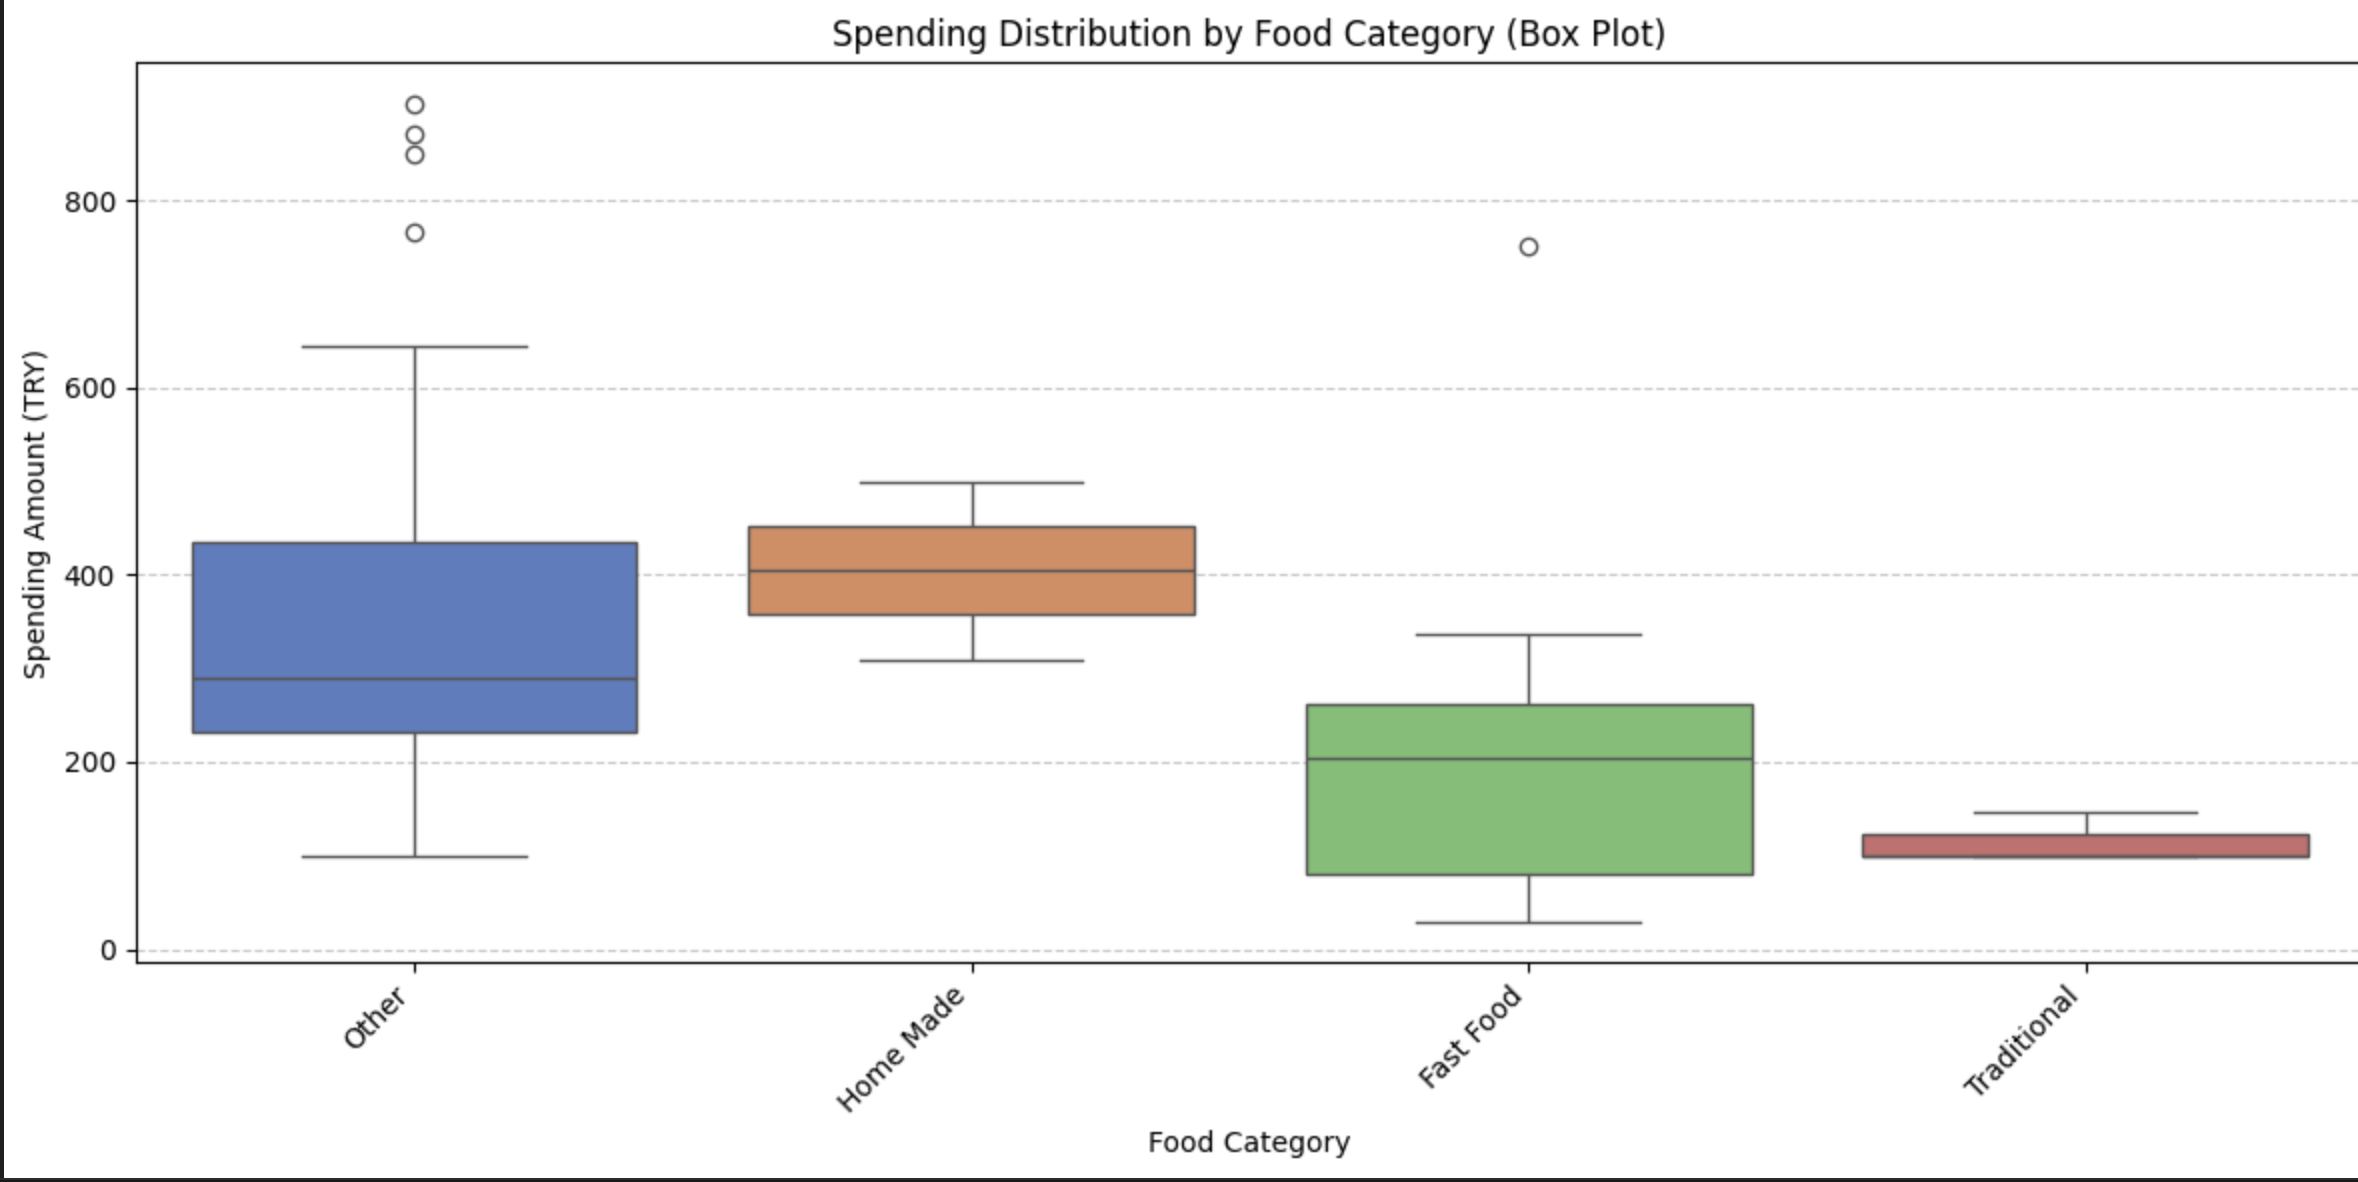 Spending Distribution by Food Category (Box Plot)
Spending Amount (TRY)
800
600
400
200
0
Other
Home Made
Fast Food
Traditional
Food Category